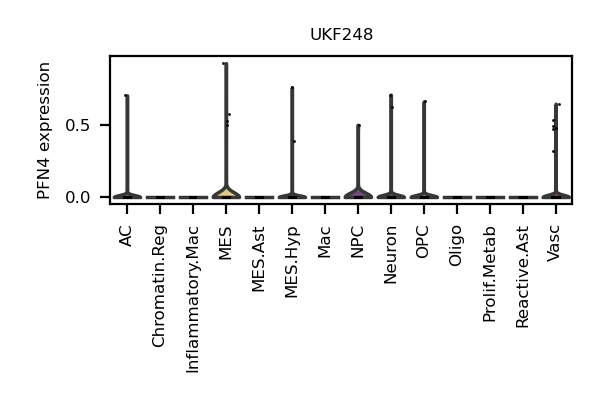 UKF248
PFN4 expression
0.5
0.0
AC
Chromatin.Reg
Inflammatory.Mac
MES
MES.Ast
MES.Hyp
Mac
NPC
Neuron
OPC
Oligo
Prolif.Metab
Reactive.Ast
Vasc